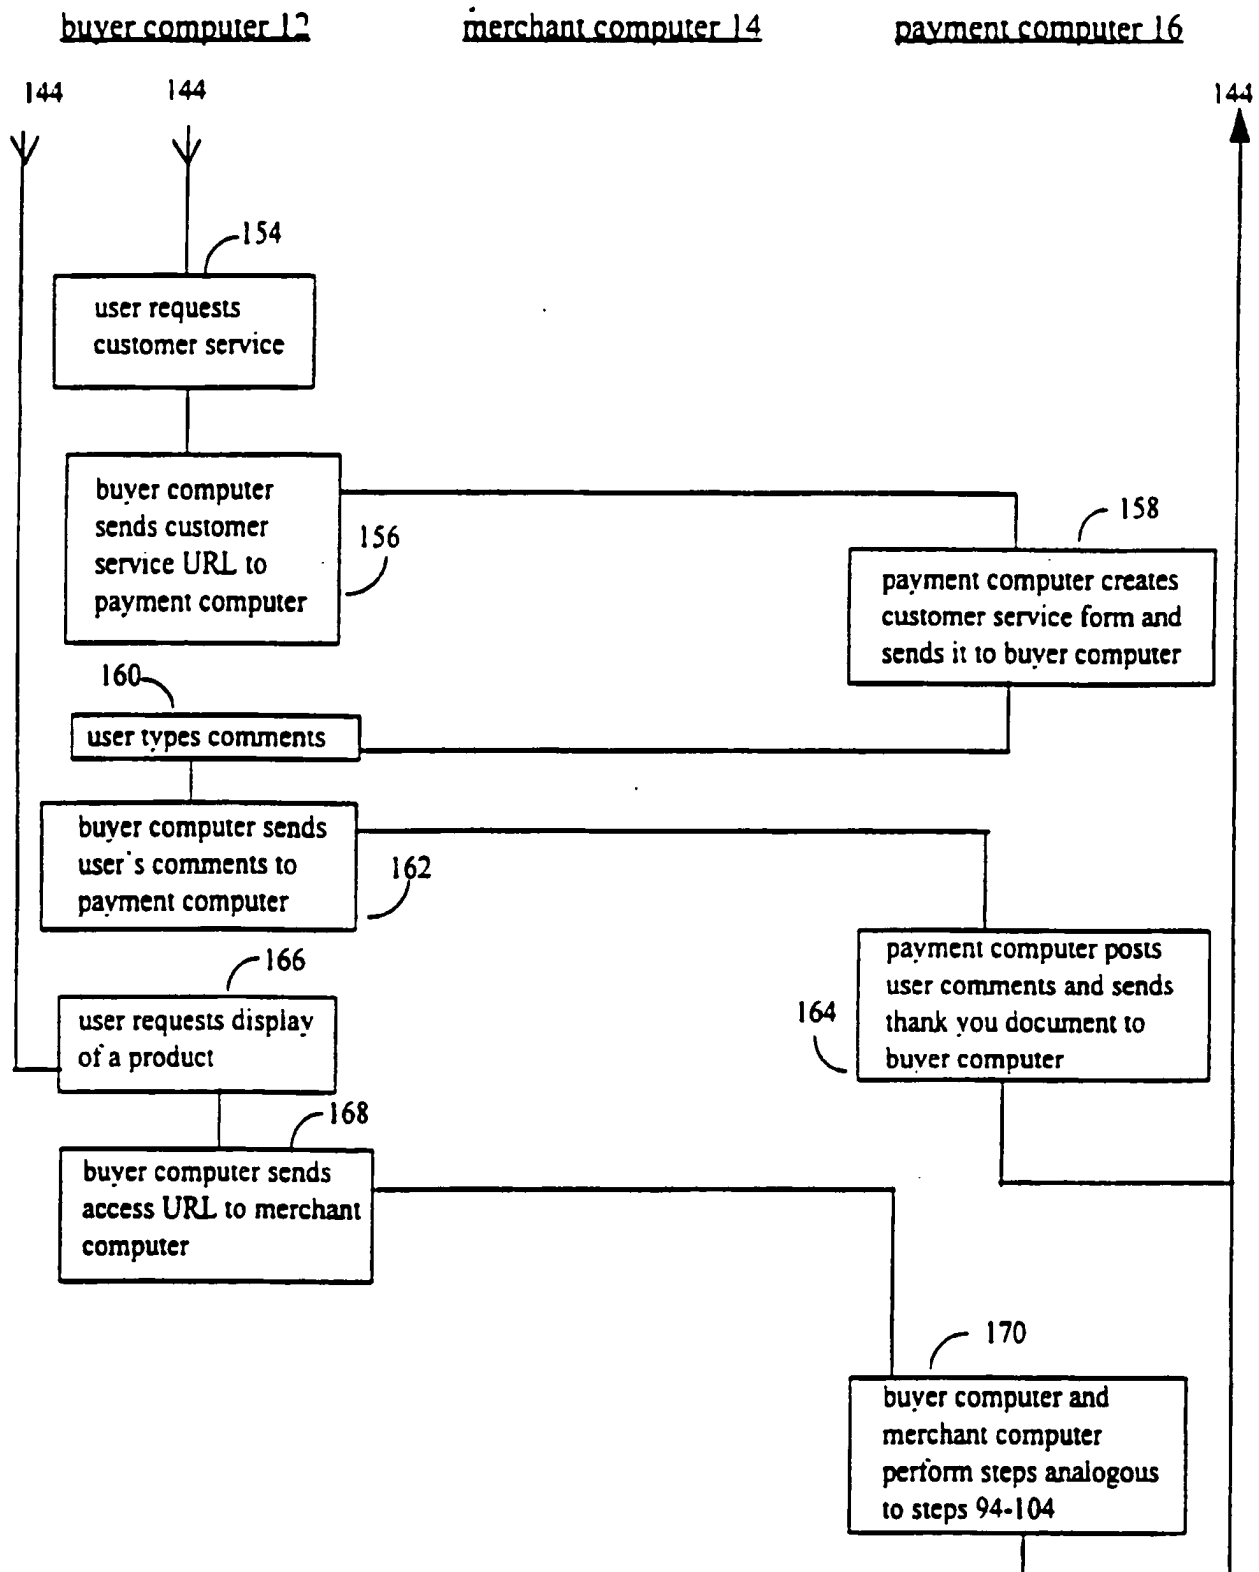 buyer computer 12
merchant computer 14
payment computer 16
144
144
144
154
user requests
customer service
buyer computer
sends customer
service URL to
payment computer
156
158
payment computer creates
customer service form and
sends it to buyer computer
160
user types comments
buyer computer sends
user's comments to
payment computer
162
payment computer posts
user comments and sends
thank you document to
buyer computer
164
166
user requests display
of a product
168
buyer computer sends
access URL to merchant
computer
170
buyer computer and
merchant computer
perform steps analogous
to steps 94-104